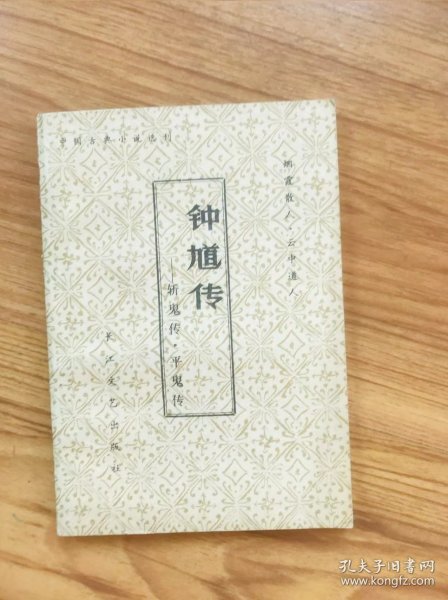 中国古典小说选刊
烟霞散人 云中道人
钟馗传
——斩鬼传·平鬼传
长江文艺出版社
孔夫子旧书网
www.kongfz.com